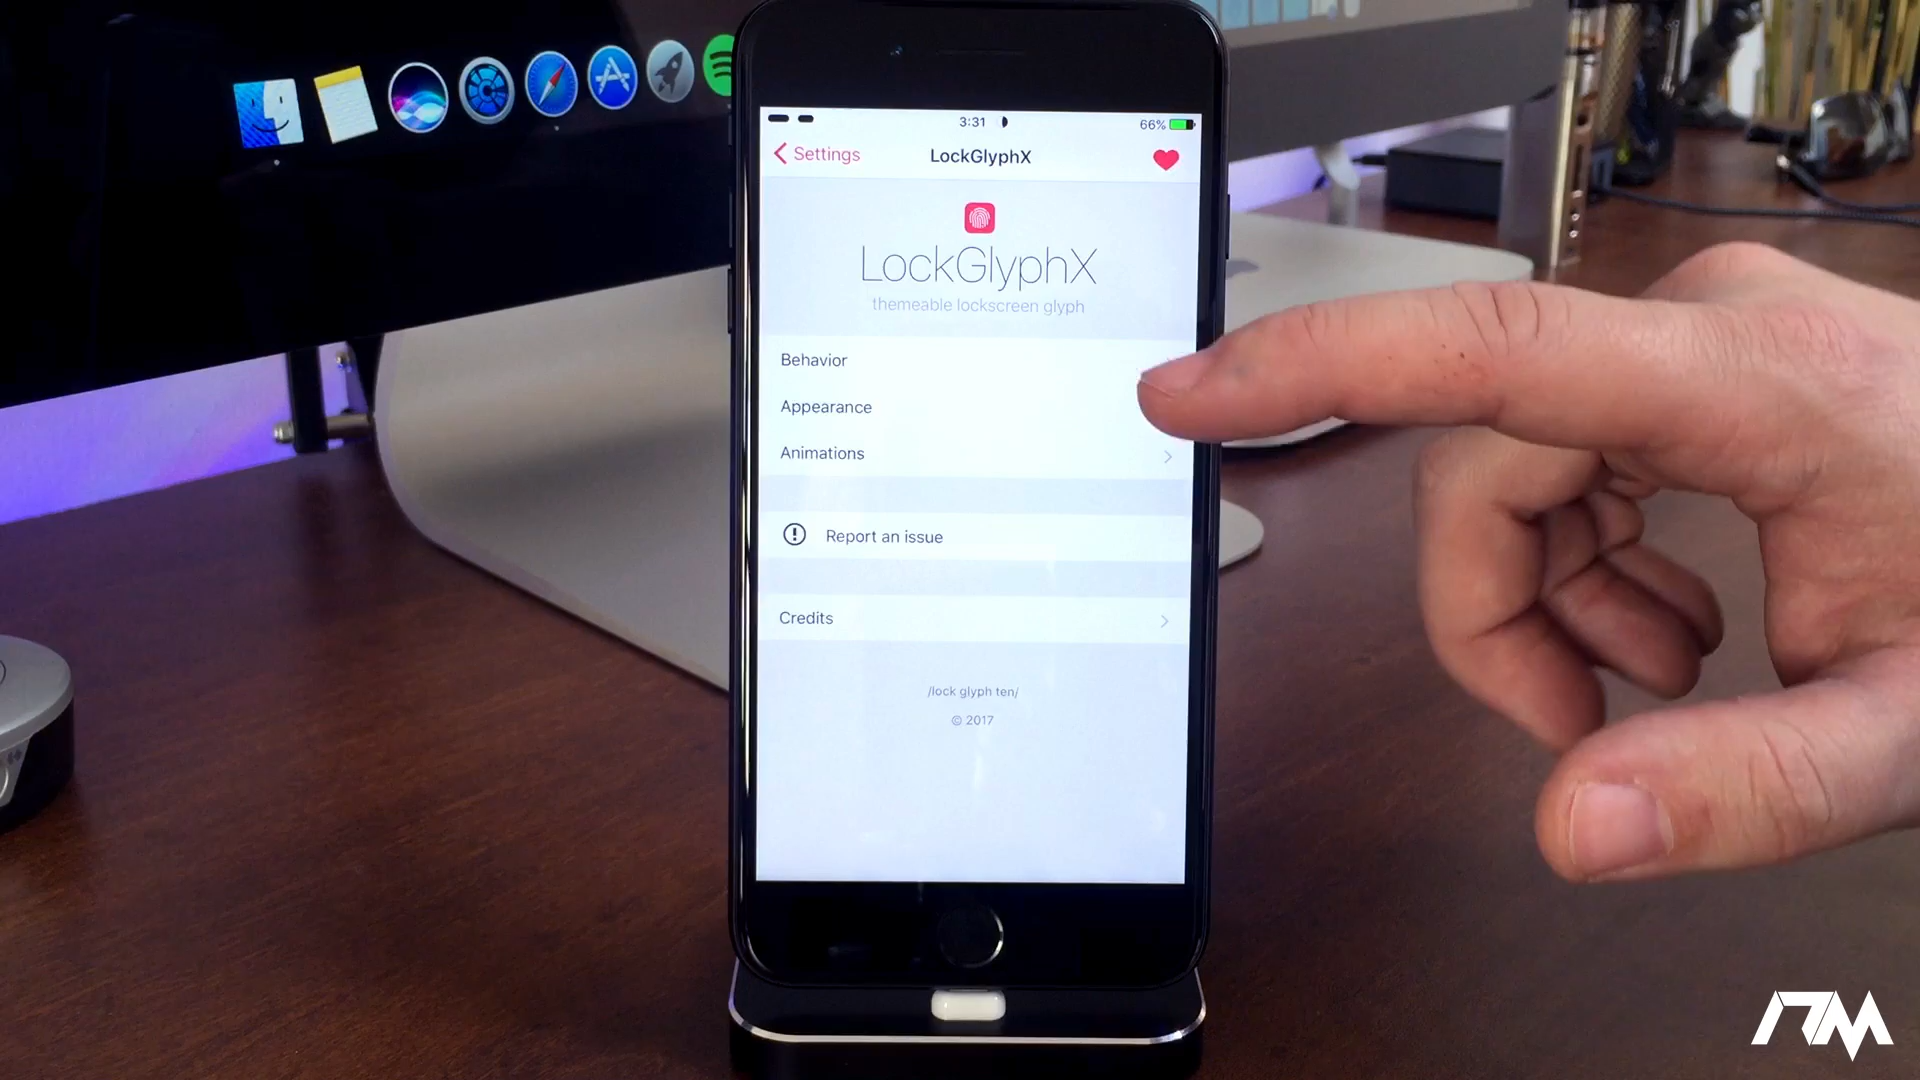 3:31
66%
Settings
LockGlyphX
LockGlyphX
themeable lockscreen glyph
Behavior
Appearance
Animations
Report an issue
Credits
/lock glyph ten/
© 2017